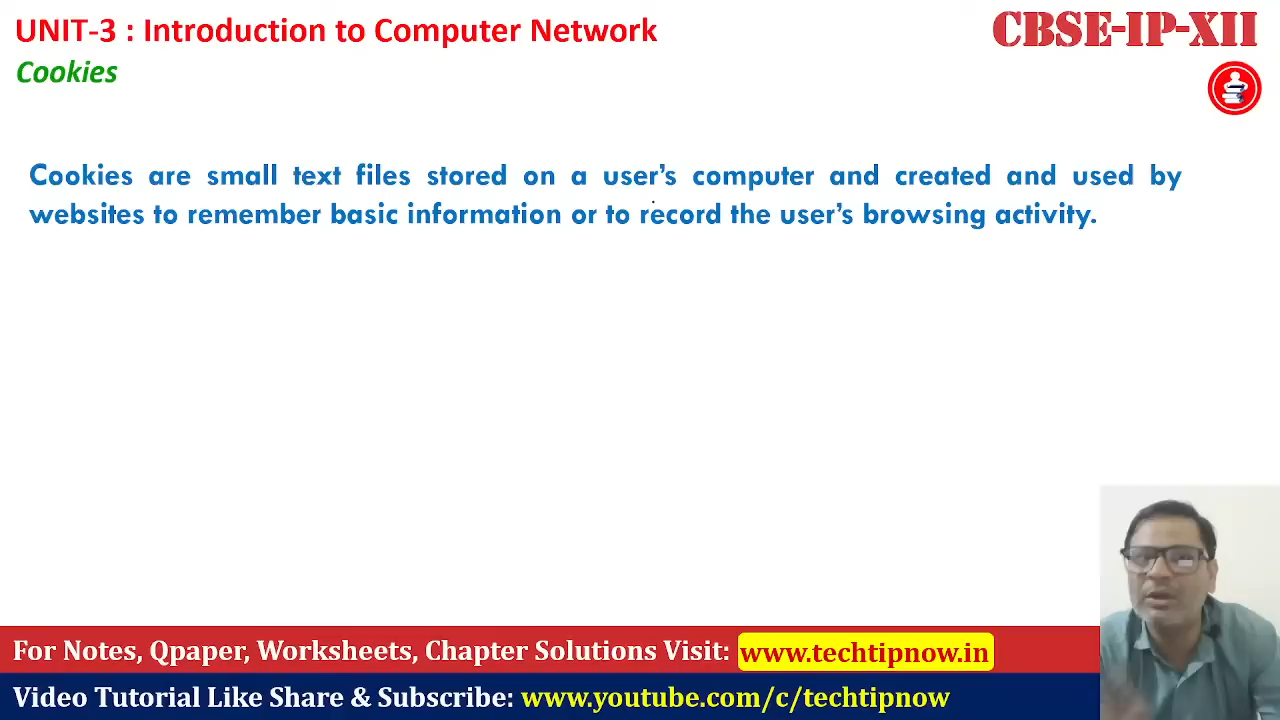 UNIT-3 : Introduction to Computer Network
CBSE-IP-XII
Cookies
Cookies are small text files stored on a user’s computer and created and used by
websites to remember basic information or to record the user’s browsing activity.
For Notes, Qpaper, Worksheets, Chapter Solutions Visit: www.techtipnow.in
Video Tutorial Like Share & Subscribe: www.youtube.com/c/techtipnow